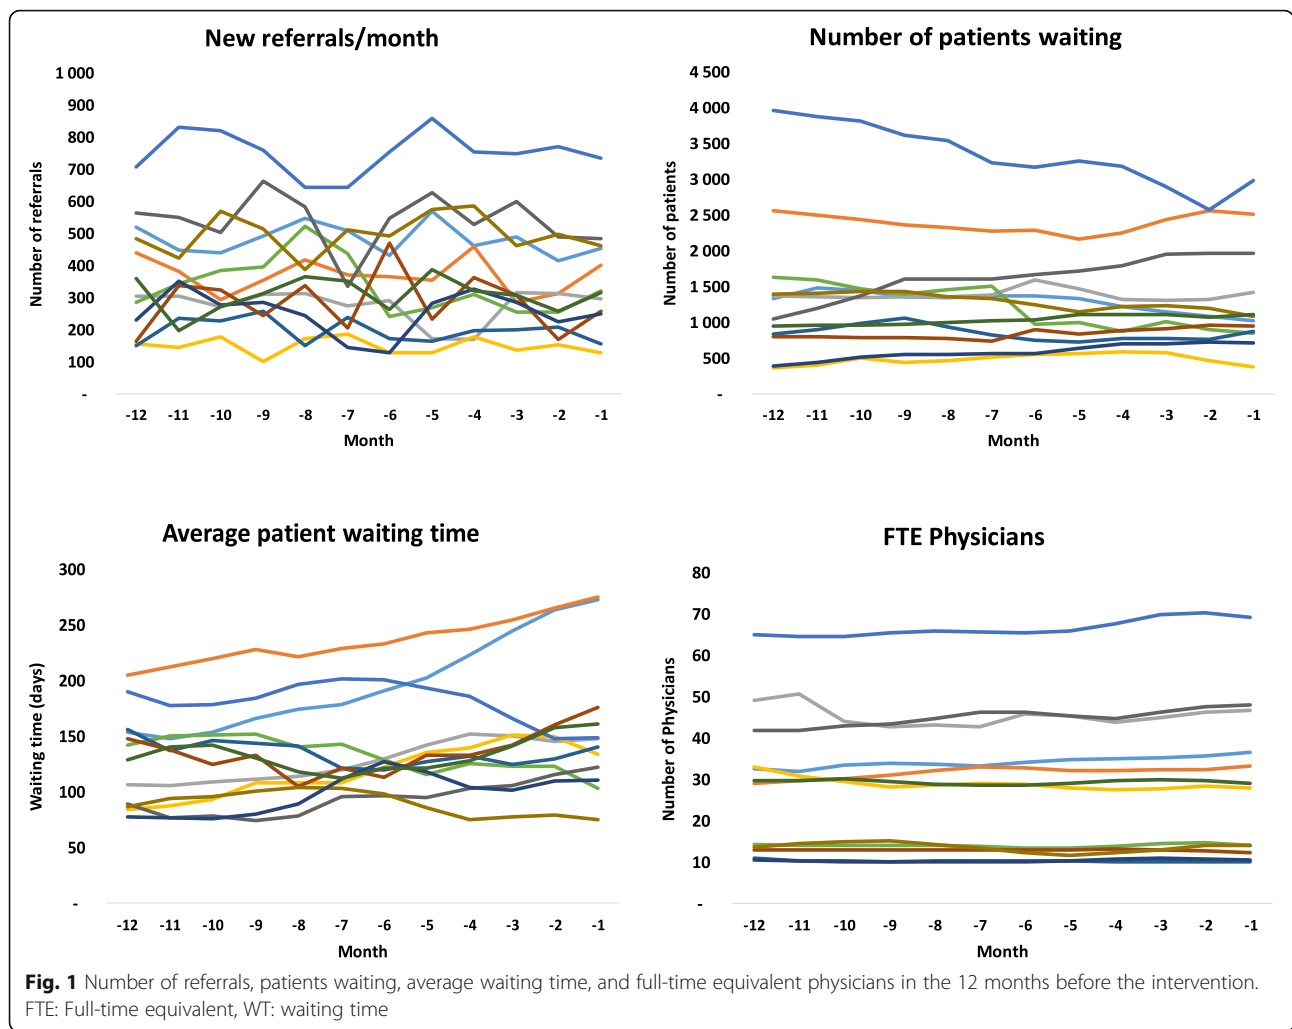 New referrals/month
1 000
900
800
700
600
500
400
300
200
100
-
Number of referrals
-12 -11 -10 -9 -8 -7 -6 -5 -4 -3 -2 -1
Month
Number of patients waiting
4 500
4 000
3 500
3 000
2 500
2 000
1 500
1 000
500
-
Number of patients
-12 -11 -10 -9 -8 -7 -6 -5 -4 -3 -2 -1
Month
Average patient waiting time
300
250
200
150
100
50
-
Waiting time (days)
-12 -11 -10 -9 -8 -7 -6 -5 -4 -3 -2 -1
Month
FTE Physicians
80
70
60
50
40
30
20
10
-
Number of Physicians
-12 -11 -10 -9 -8 -7 -6 -5 -4 -3 -2 -1
Month
Fig. 1 Number of referrals, patients waiting, average waiting time, and full-time equivalent physicians in the 12 months before the intervention.
FTE: Full-time equivalent, WT: waiting time